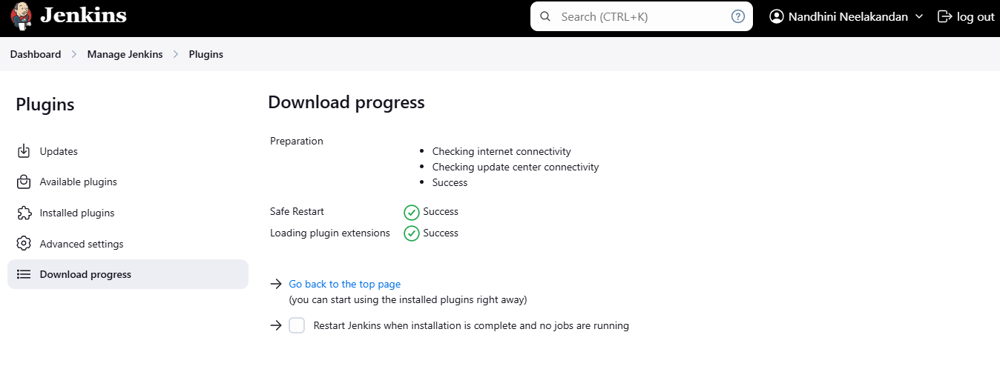 Jenkins
Search (CTRL+K)
?
Nandhini Neelakandan
log out
Dashboard > Manage Jenkins > Plugins
Plugins
Updates
Available plugins
Installed plugins
Advanced settings
Download progress
Download progress
Preparation
• Checking internet connectivity
• Checking update center connectivity
• Success
Safe Restart Success
Loading plugin extensions Success
→ Go back to the top page
(you can start using the installed plugins right away)
→ Restart Jenkins when installation is complete and no jobs are running